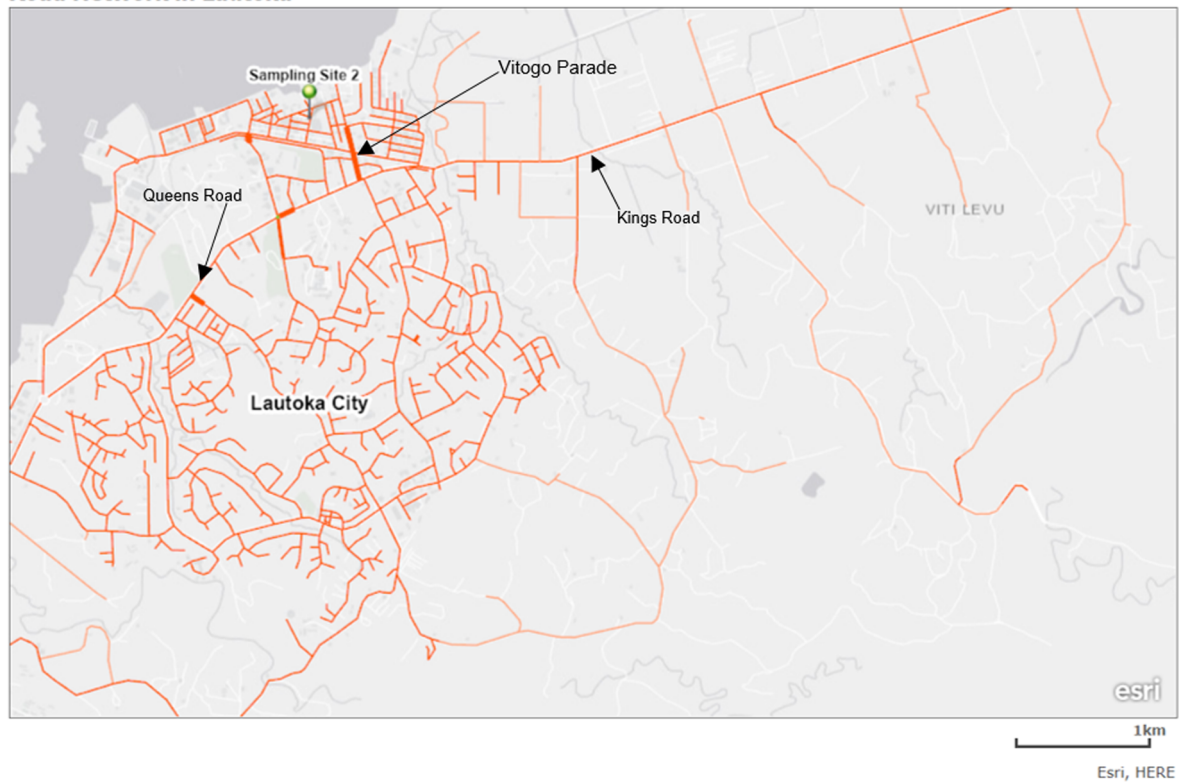 Sampling Site 2
Vitogo Parade
Queens Road
Kings Road
VITI LEVU
Lautoka City
esri
1km
Esri, HERE